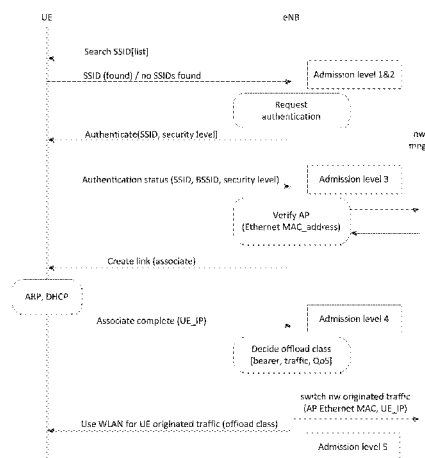 UE
eNB
Search SSID[list]
SSID (found) / no SSIDs found
Admission level 1&2
Request
authentication
Authenticate(SSID, security level)
nw
mng
Authentication status (SSID, BSSID, security level)
Admission level 3
Verify AP
(Ethernet MAC_address)
Create link (associate)
ARP, DHCP
Associate complete (UE_IP)
Admission level 4
Decide offload class
[bearer, traffic, QoS]
switch nw originated traffic
(AP Ethernet MAC, UE_IP)
Use WLAN for UE originated traffic (offload class)
Admission level 5